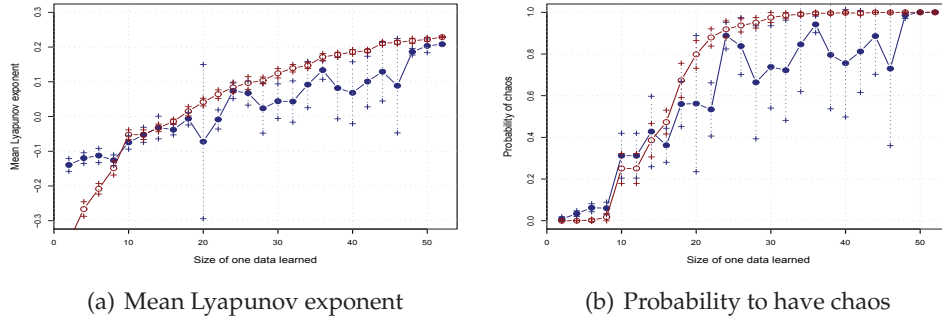 0.3
0.2
0.1
0.0
-0.1
-0.2
-0.3
Mean Lyapunov exponent
0 10 20 30 40 50
Size of one data learned
1.0
0.8
0.6
0.4
0.2
0.0
Probability of chaos
0 10 20 30 40 50
Size of one data learned
(a) Mean Lyapunov exponent
(b) Probability to have chaos